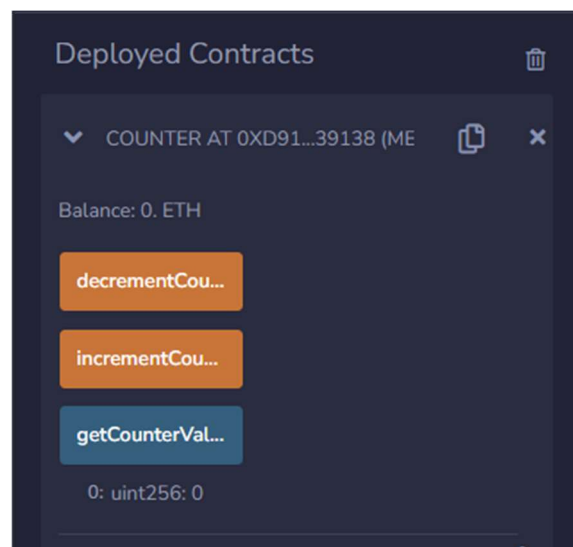 Deployed Contracts
COUNTER AT 0XD91...39138 (ME
Balance: 0. ETH
decrementCou...
incrementCou...
getCounterVal...
0: uint256: 0